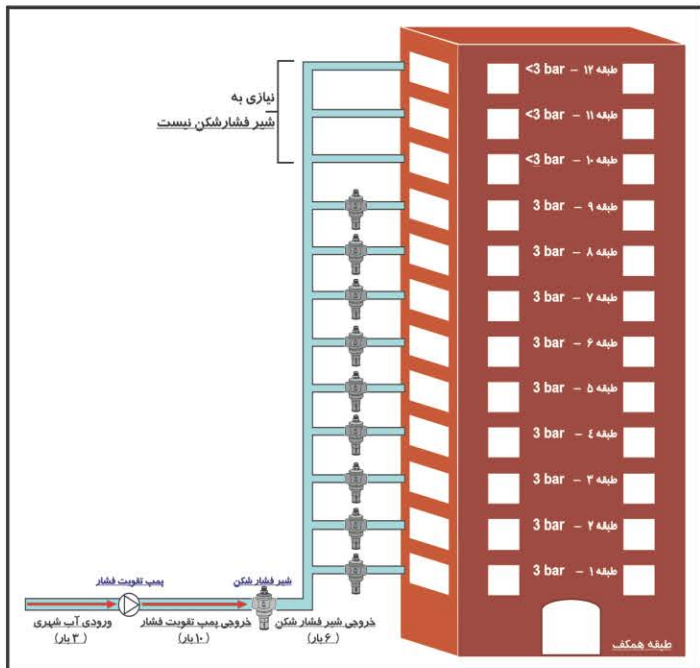 نیازی به
شیر فشارشکن نیست
طبقه ۱۲ – <3 bar
طبقه ۱۱ – <3 bar
طبقه ۱۰ – <3 bar
طبقه ۹ – 3 bar
طبقه ۸ – 3 bar
طبقه ۷ – 3 bar
طبقه ۶ – 3 bar
طبقه ۵ – 3 bar
طبقه ٤ – 3 bar
طبقه ۳ – 3 bar
طبقه ۲ – 3 bar
طبقه ۱ – 3 bar
طبقه همکف
شیر فشار شکن
پمپ تقویت فشار
خروجی شیر فشار شکن
(۶ بار)
خروجی پمپ تقویت فشار
(۱۰ بار)
ورودی آب شهری
(۳ بار)